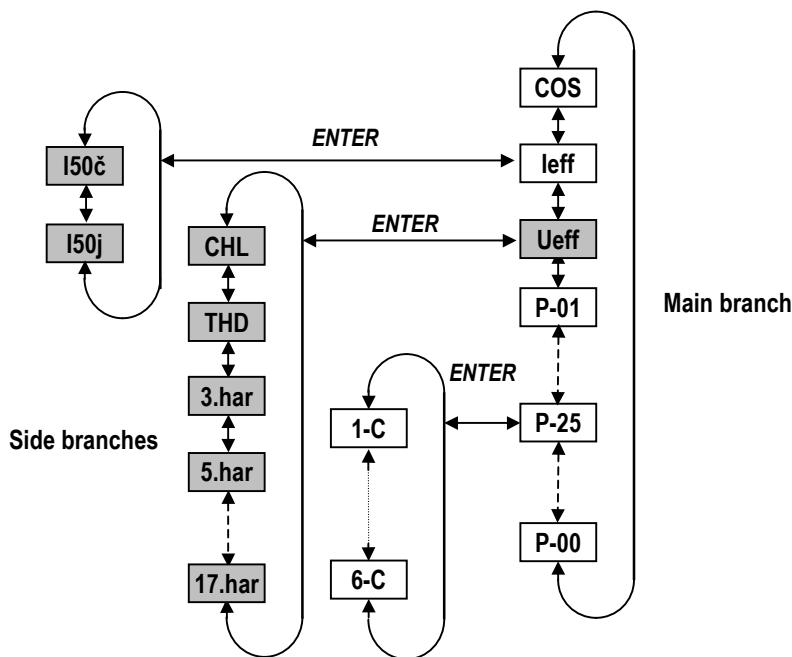 COS
ENTER
I50č
Ieff
I50j
CHL
ENTER
Ueff
THD
P-01
Main branch
3.har
ENTER
1-C
P-25
Side branches
5.har
P-00
17.har
6-C